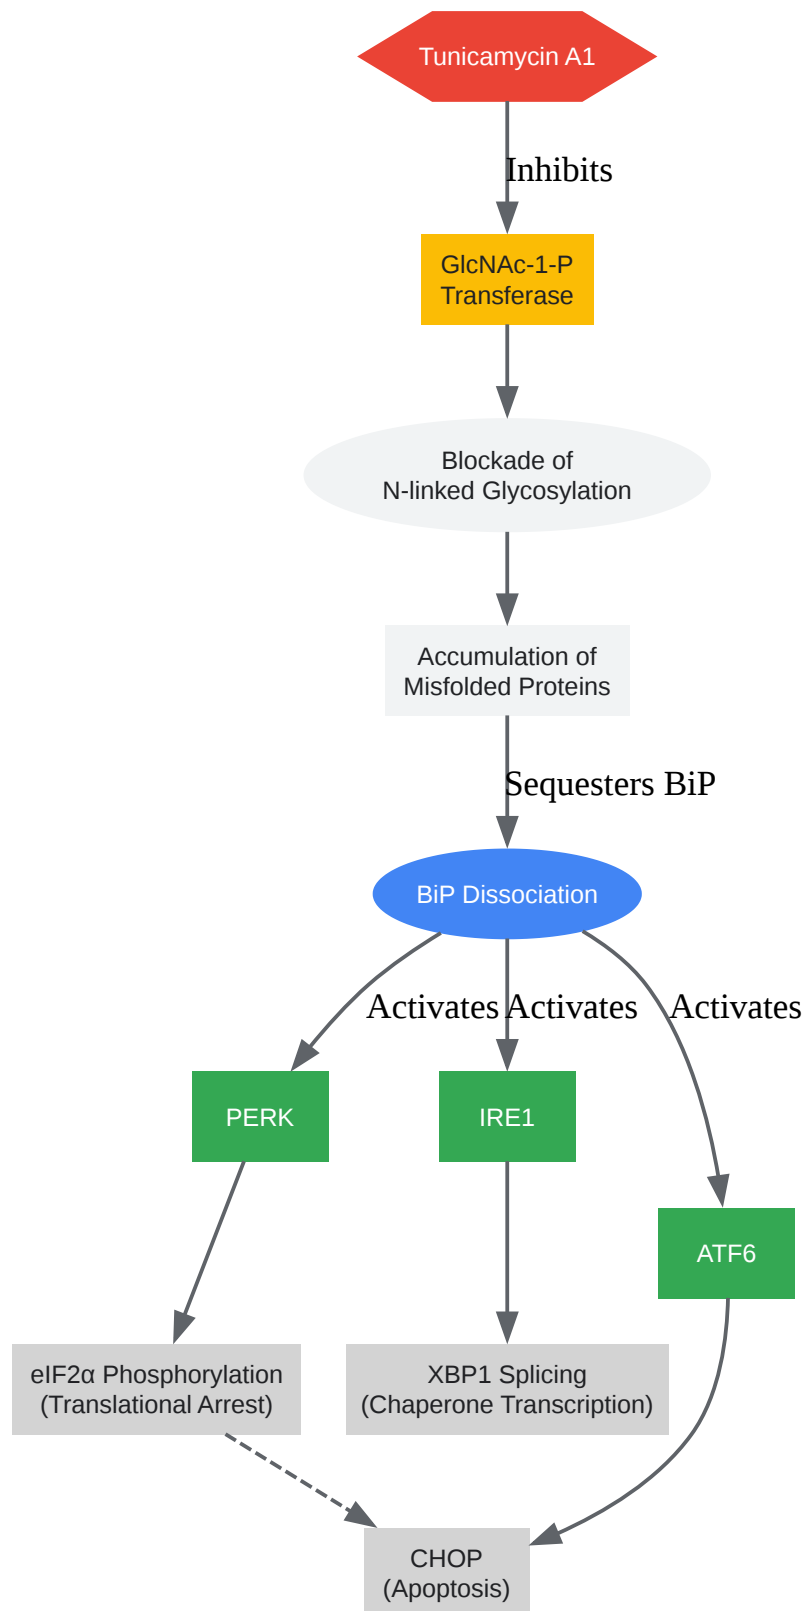 Tunicamycin A1
Inhibits
GlcNAc-1-P
Transferase
Blockade of
N-linked Glycosylation
Accumulation of
Misfolded Proteins
Sequesters BiP
BiP Dissociation
Activates
Activates
Activates
PERK
IRE1
ATF6
eIF2α Phosphorylation
(Translational Arrest)
XBP1 Splicing
(Chaperone Transcription)
CHOP
(Apoptosis)